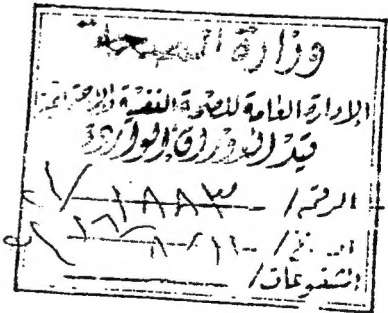 وزارة الصحة
الإدارة العامة للصحة النفسية والاجتماعية
قيد الأوراق الواردة
الرقم / ١٨٨٣ /
التاريخ /
المشفوعات /